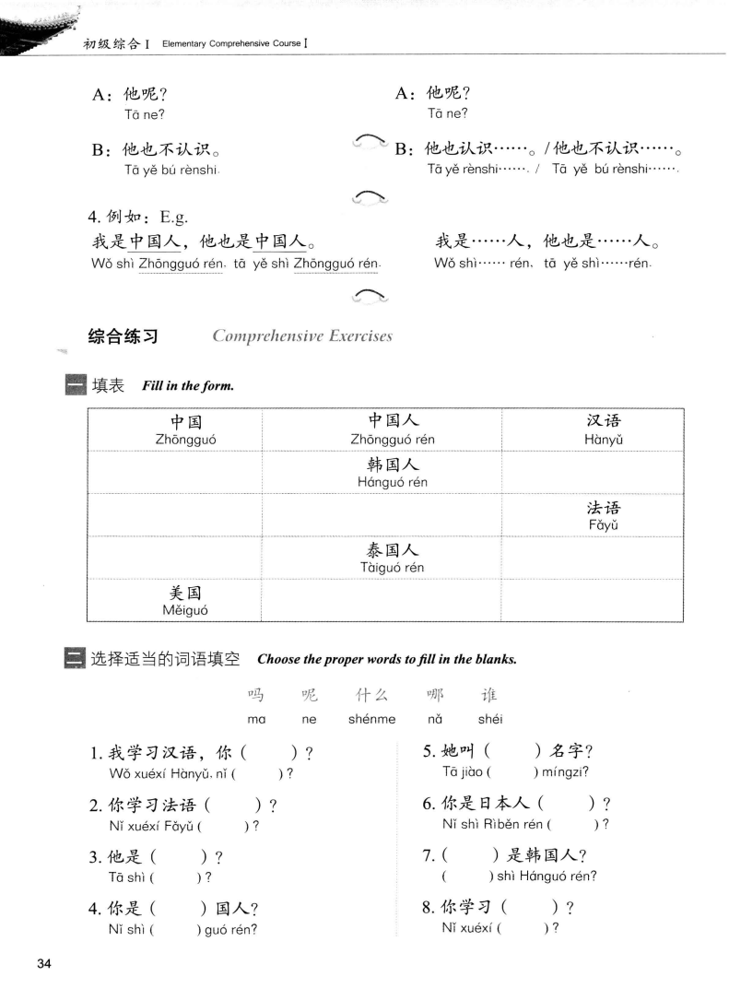 初级综合 I Elementary Comprehensive Course I
A：他呢？
Tā ne?
B：他也不认识。
Tā yě bú rènshi.
A：他呢？
Tā ne?
B：他也认识……。/他也不认识……。
Tā yě rènshi……. / Tā yě bú rènshi…….
4. 例如：E.g.
我是中国人，他也是中国人。
Wǒ shì Zhōngguó rén, tā yě shì Zhōngguó rén.
我是……人，他也是……人。
Wǒ shì…… rén, tā yě shì……rén.
综合练习 Comprehensive Exercises
一 填表 Fill in the form.
中国 中国人 汉语
Zhōngguó Zhōngguó rén Hànyǔ
韩国人
Hánguó rén
法语
Fǎyǔ
泰国人
Tàiguó rén
美国
Měiguó
二 选择适当的词语填空 Choose the proper words to fill in the blanks.
吗 呢 什么 哪 谁
ma ne shénme nǎ shéi
1. 我学习汉语，你（ ）？
Wǒ xuéxí Hànyǔ, nǐ ( )?
2. 你学习法语（ ）？
Nǐ xuéxí Fǎyǔ ( )?
3. 他是（ ）？
Tā shì ( )?
4. 你是（ ）国人？
Nǐ shì ( ) guó rén?
5. 她叫（ ）名字？
Tā jiào ( ) míngzi?
6. 你是日本人（ ）？
Nǐ shì Rìběn rén ( )?
7.（ ）是韩国人？
( ) shì Hánguó rén?
8. 你学习（ ）？
Nǐ xuéxí ( )?
34